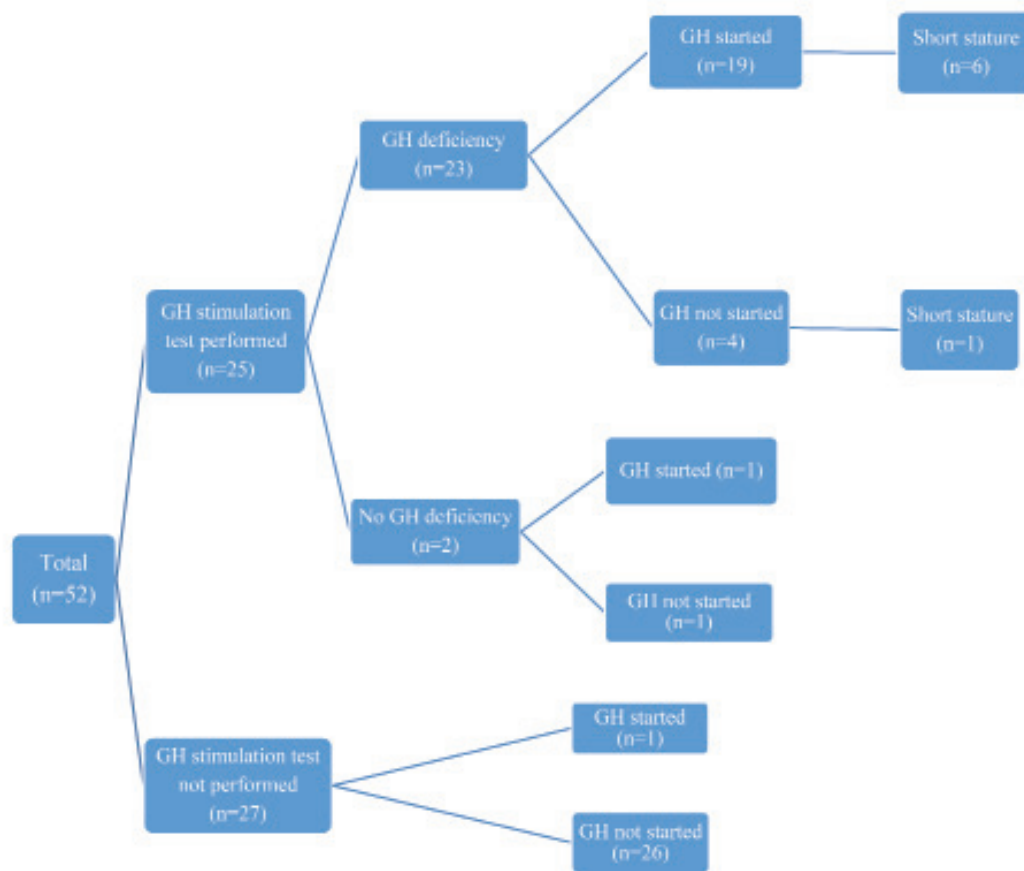 Total
(n=52)
GH stimulation
test performed
(n=25)
GH deficiency
(n=23)
GH started
(n=19)
Short stature
(n=6)
GH not started
(n=4)
Short stature
(n=1)
No GH deficiency
(n=2)
GH started (n=1)
GH not started
(n=1)
GH stimulation test
not performed
(n=27)
GH started
(n=1)
GH not started
(n=26)